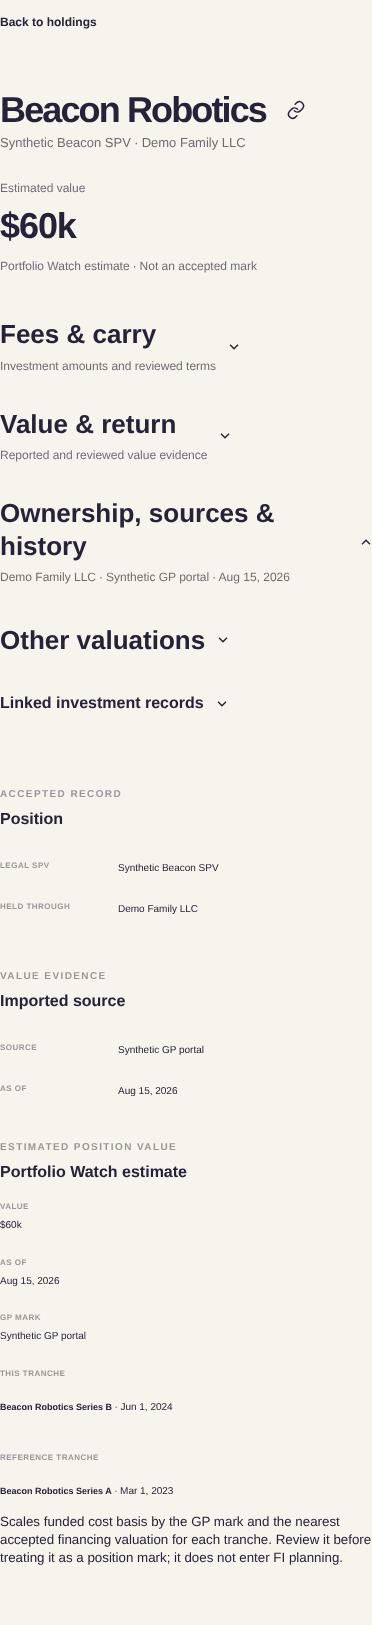 Back to holdings
Beacon Robotics
Synthetic Beacon SPV · Demo Family LLC
Estimated value
$60k
Portfolio Watch estimate · Not an accepted mark
Fees & carry
Investment amounts and reviewed terms
Value & return
Reported and reviewed value evidence
Ownership, sources &
history
Demo Family LLC · Synthetic GP portal · Aug 15, 2026
Other valuations
Linked investment records
ACCEPTED RECORD
Position
LEGAL SPV Synthetic Beacon SPV
HELD THROUGH Demo Family LLC
VALUE EVIDENCE
Imported source
SOURCE Synthetic GP portal
AS OF Aug 15, 2026
ESTIMATED POSITION VALUE
Portfolio Watch estimate
VALUE
$60k
AS OF
Aug 15, 2026
GP MARK
Synthetic GP portal
THIS TRANCHE
Beacon Robotics Series B · Jun 1, 2024
REFERENCE TRANCHE
Beacon Robotics Series A · Mar 1, 2023
Scales funded cost basis by the GP mark and the nearest
accepted financing valuation for each tranche. Review it before
treating it as a position mark; it does not enter FI planning.